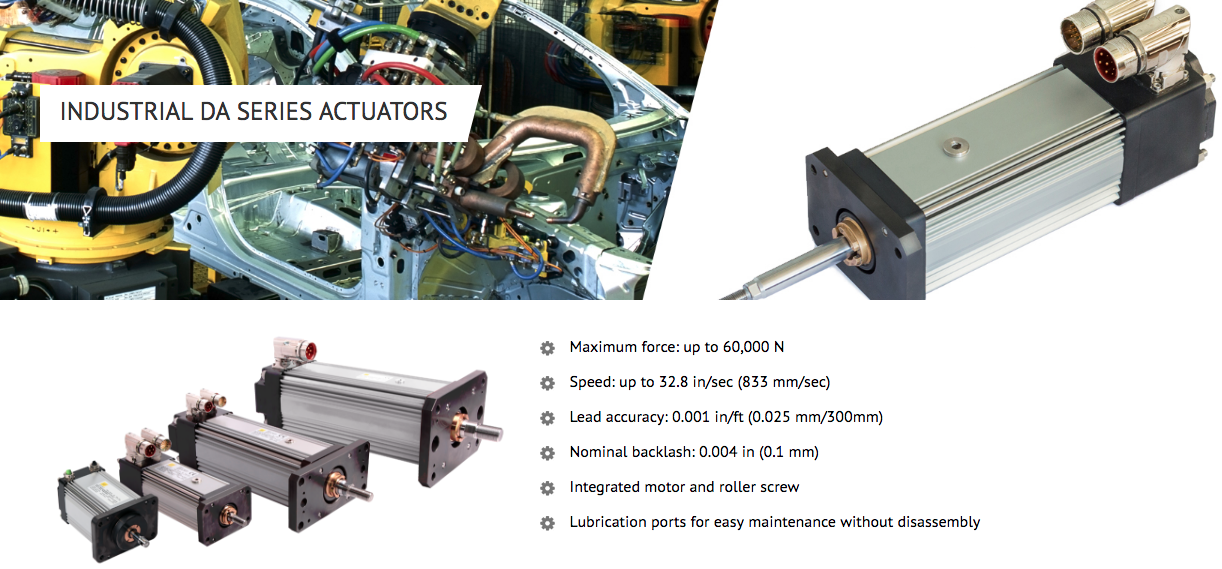 INDUSTRIAL DA SERIES ACTUATORS
Maximum force: up to 60,000 N
Speed: up to 32.8 in/sec (833 mm/sec)
Lead accuracy: 0.001 in/ft (0.025 mm/300mm)
Nominal backlash: 0.004 in (0.1 mm)
Integrated motor and roller screw
Lubrication ports for easy maintenance without disassembly